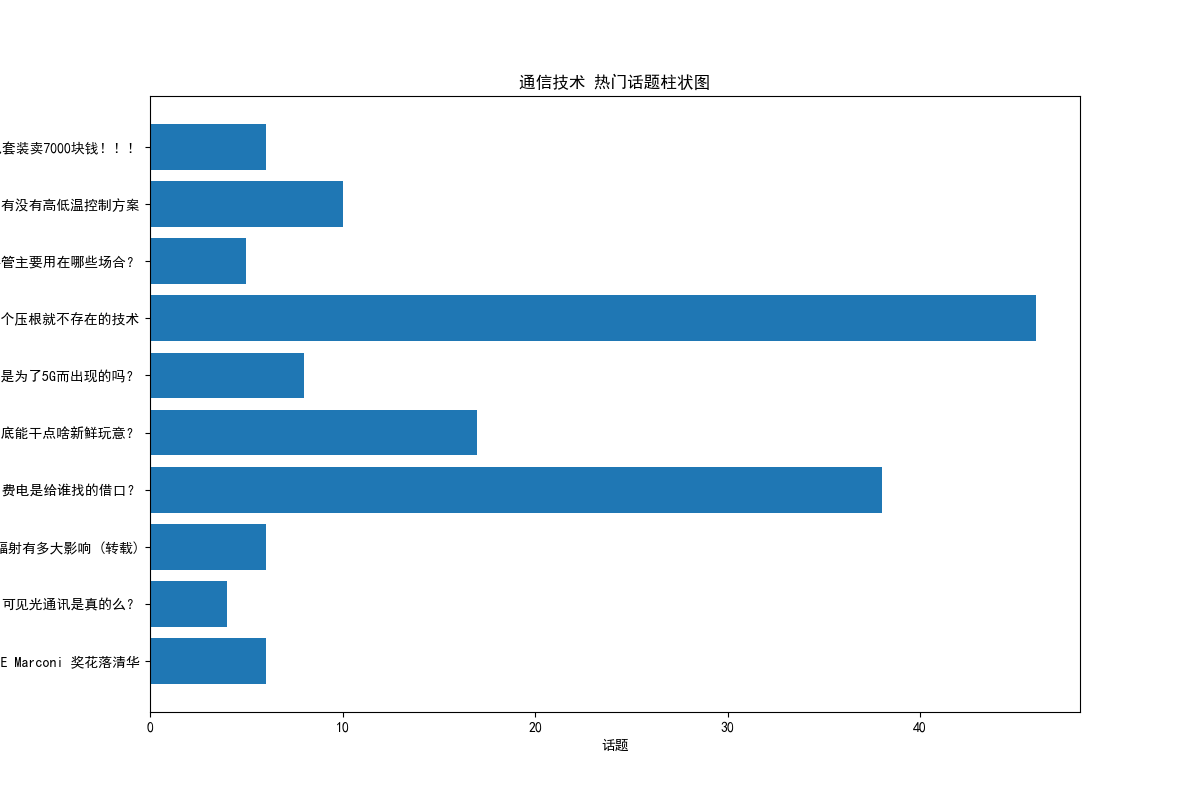 通信技术 热门话题柱状图
套装卖7000块钱！！！
有没有高低温控制方案
管主要用在哪些场合？
个压根就不存在的技术
是为了5G而出现的吗？
底能干点啥新鲜玩意？
费电是给谁找的借口？
辐射有多大影响 (转载)
可见光通讯是真的么？
E Marconi 奖花落清华
0 10 20 30 40
话题